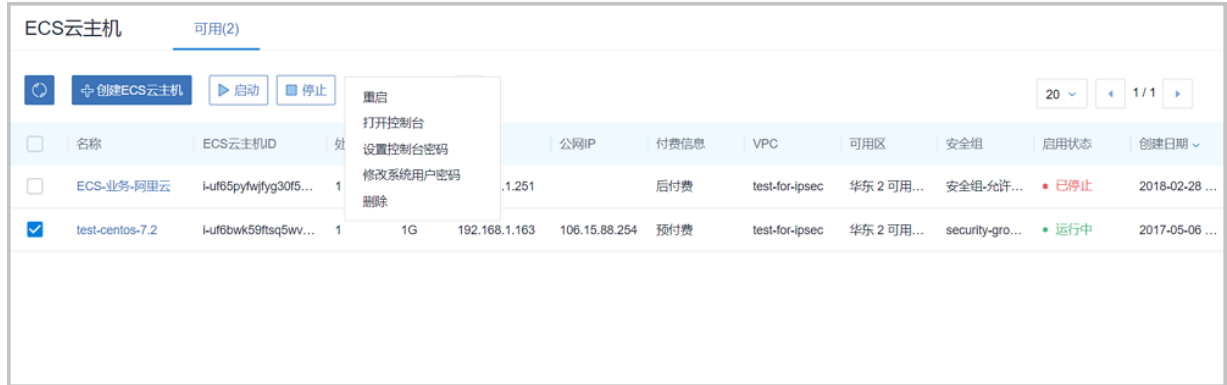 ECS云主机 可用(2)
创建ECS云主机 启动 停止 20 1 / 1
重启
打开控制台
设置控制台密码
修改系统用户密码
删除
名称 ECS云主机ID 公网IP 付费信息 VPC 可用区 安全组 启用状态 创建日期
ECS-业务-阿里云 i-uf65pyfwjfyg30f5... 1 .1.251 后付费 test-for-ipsec 华东 2 可用... 安全组-允许... 已停止 2018-02-28 ...
test-centos-7.2 i-uf6bwk59ftsq5wv... 1 1G 192.168.1.163 106.15.88.254 预付费 test-for-ipsec 华东 2 可用... security-gro... 运行中 2017-05-06 ...